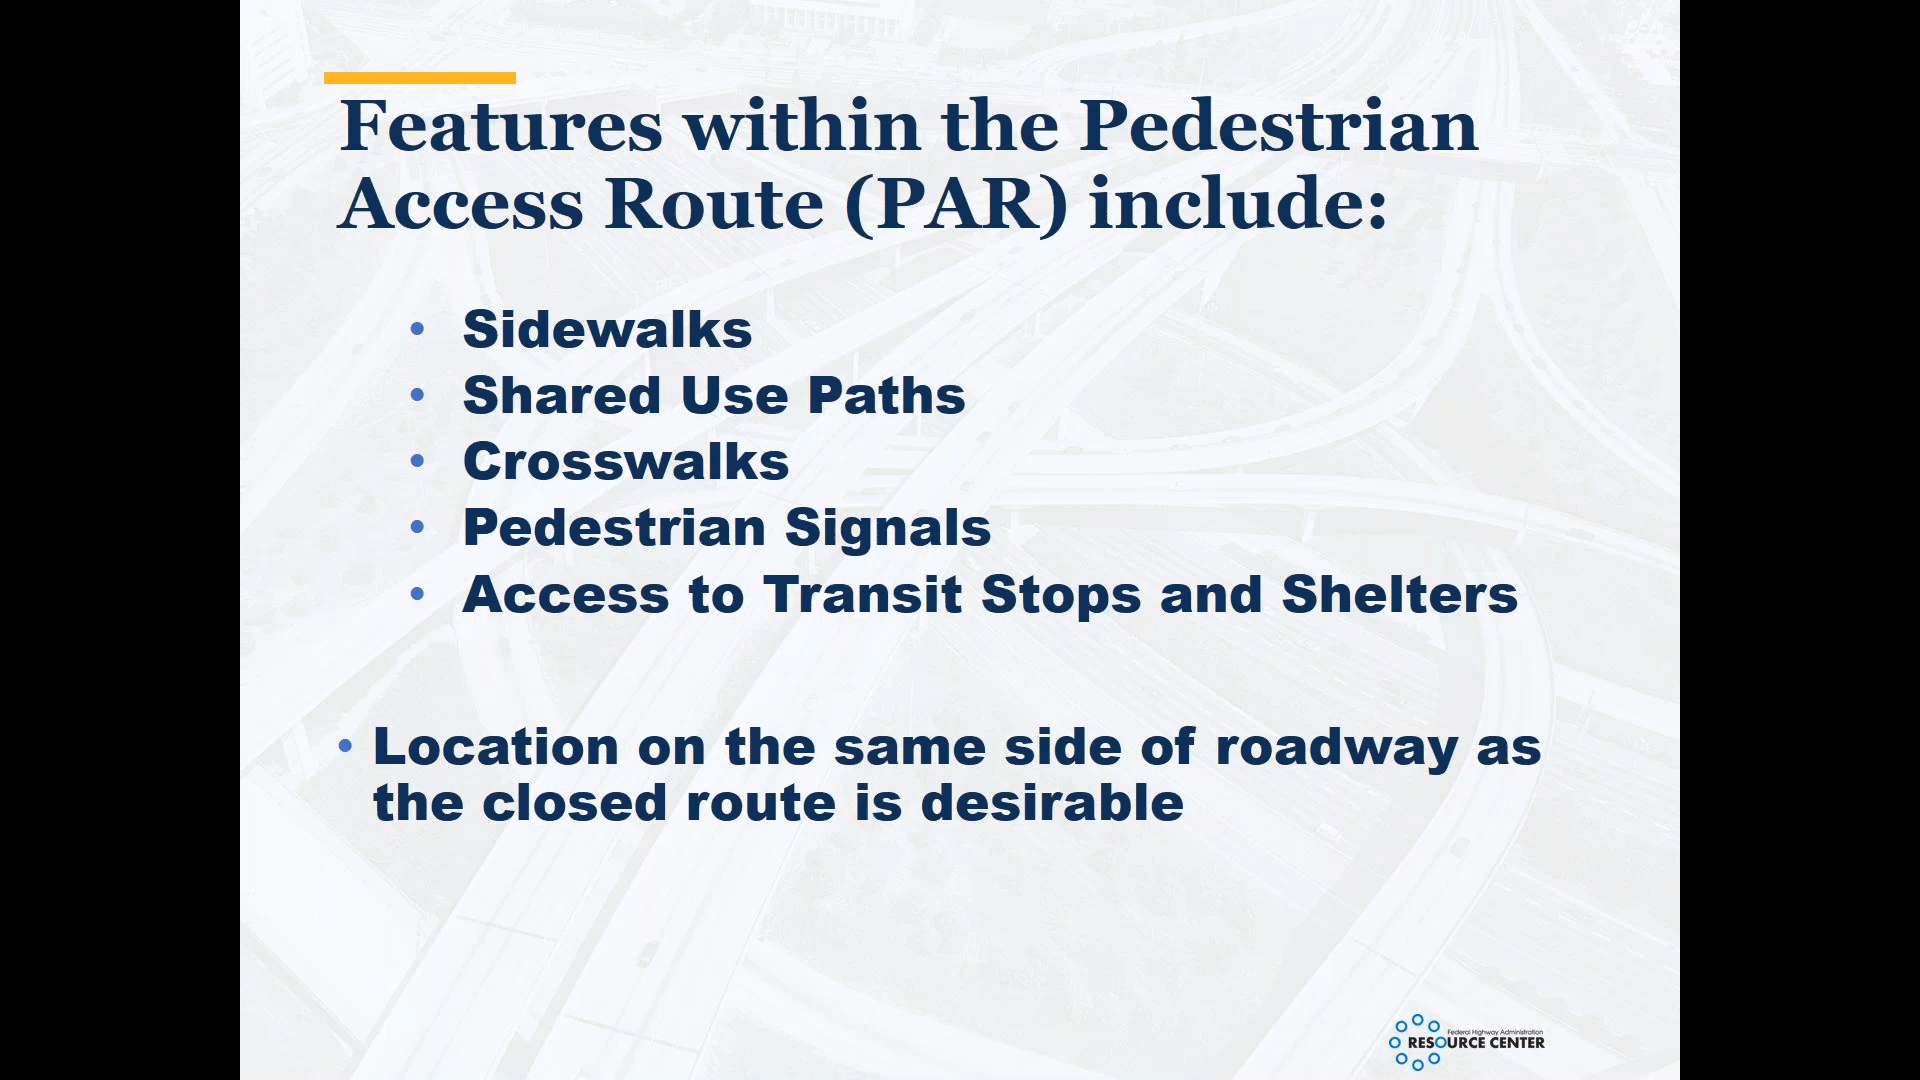 Features within the Pedestrian
Access Route (PAR) include:
• Sidewalks
• Shared Use Paths
• Crosswalks
• Pedestrian Signals
• Access to Transit Stops and Shelters
• Location on the same side of roadway as
the closed route is desirable
Federal Highway Administration
RESOURCE CENTER